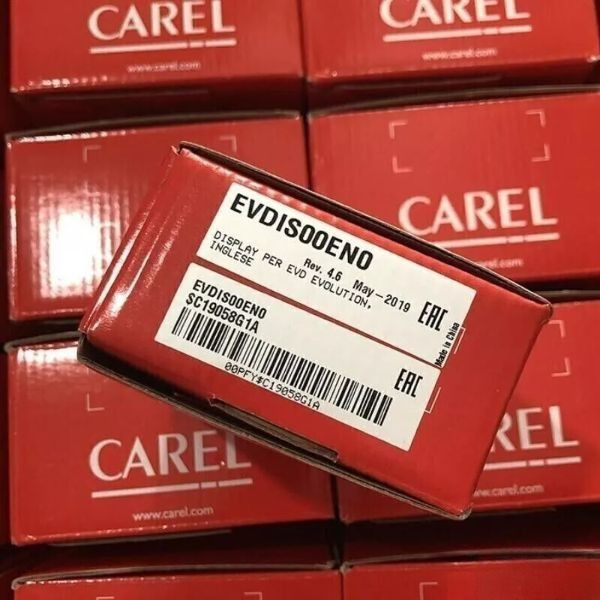 CAREL
www.carel.com
CAREL
www.carel.com
CAREL
EVDIS00EN0
Rev. 4.6 May-2019
DISPLAY PER EVD EVOLUTION,
INGLESE
EAC
Made in China
EVDIS00EN0
SC19058G1A
EAC
00PFY$C19058G1A
CAREL
www.carel.com
REL
www.carel.com